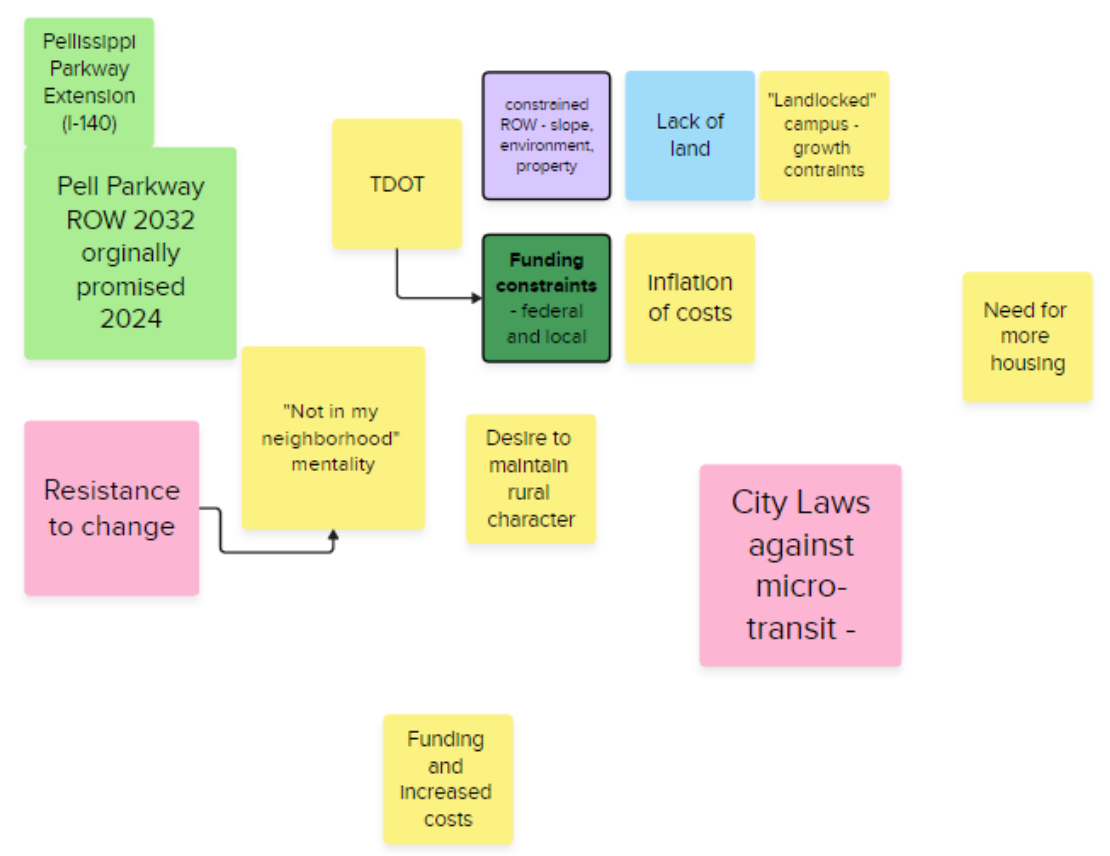 Pellissippi
Parkway
Extension
(I-140)
Pell Parkway
ROW 2032
orginally
promised
2024
TDOT
constrained
ROW - slope,
environment,
property
Lack of
land
"Landlocked"
campus -
growth
contraints
Funding
constraints
- federal
and local
Inflation
of costs
Need for
more
housing
"Not in my
neighborhood"
mentality
Resistance
to change
Desire to
maintain
rural
character
City Laws
against
micro-
transit -
Funding
and
increased
costs